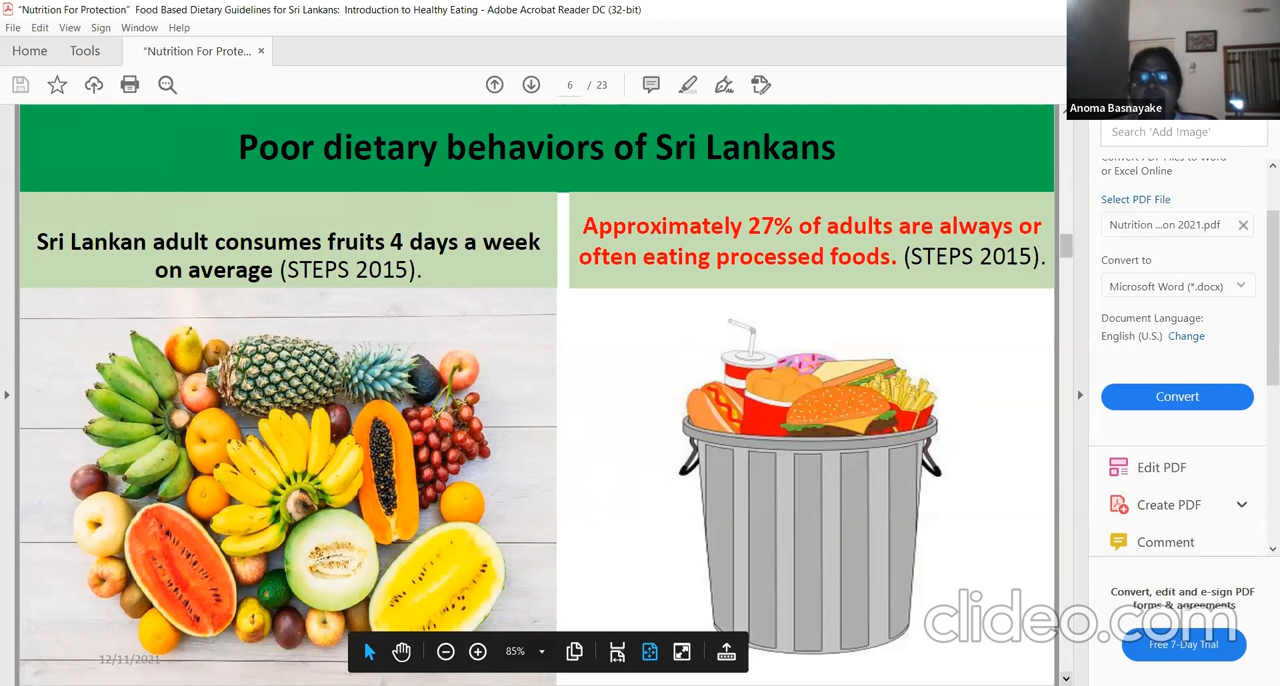 "Nutrition For Protection" Food Based Dietary Guidelines for Sri Lankans: Introduction to Healthy Eating - Adobe Acrobat Reader DC (32-bit)
File Edit View Sign Window Help
Home Tools "Nutrition For Prote... ×
6 / 23
Anoma Basnayake
Search 'Add Image'
Convert PDF Files to Word
or Excel Online
Select PDF File
Nutrition ...on 2021.pdf
Convert to
Microsoft Word (*.docx)
Document Language:
English (U.S.) Change
Convert
Edit PDF
Create PDF
Comment
Convert, edit and e-sign PDF
forms & agreements
Free 7-Day Trial
Poor dietary behaviors of Sri Lankans
Sri Lankan adult consumes fruits 4 days a week
on average (STEPS 2015).
Approximately 27% of adults are always or
often eating processed foods. (STEPS 2015).
12/11/2021
85%
clideo.com